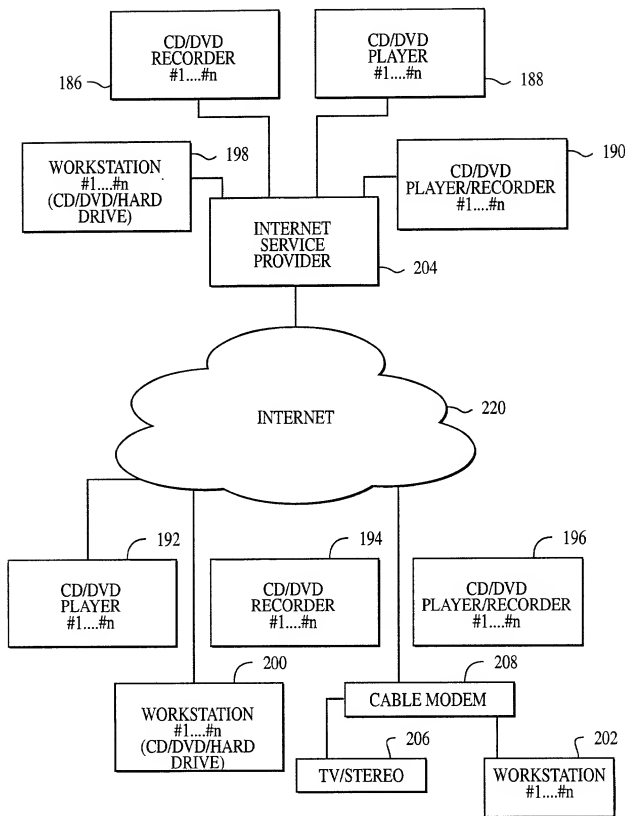 CD/DVD
RECORDER
#1....#n
186
CD/DVD
PLAYER
#1....#n
188
WORKSTATION
#1....#n
(CD/DVD/HARD
DRIVE)
198
CD/DVD
PLAYER/RECORDER
#1....#n
190
INTERNET
SERVICE
PROVIDER
204
INTERNET
220
192
CD/DVD
PLAYER
#1....#n
194
CD/DVD
RECORDER
#1....#n
196
CD/DVD
PLAYER/RECORDER
#1....#n
200
WORKSTATION
#1....#n
(CD/DVD/HARD
DRIVE)
208
CABLE MODEM
206
TV/STEREO
202
WORKSTATION
#1....#n